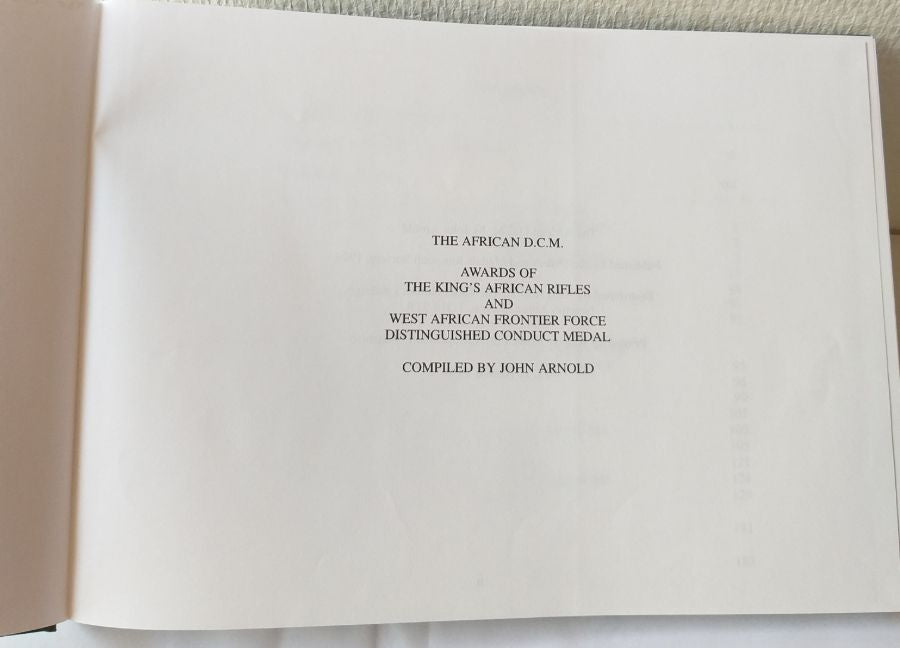 THE AFRICAN D.C.M.
AWARDS OF
THE KING'S AFRICAN RIFLES
AND
WEST AFRICAN FRONTIER FORCE
DISTINGUISHED CONDUCT MEDAL
COMPILED BY JOHN ARNOLD